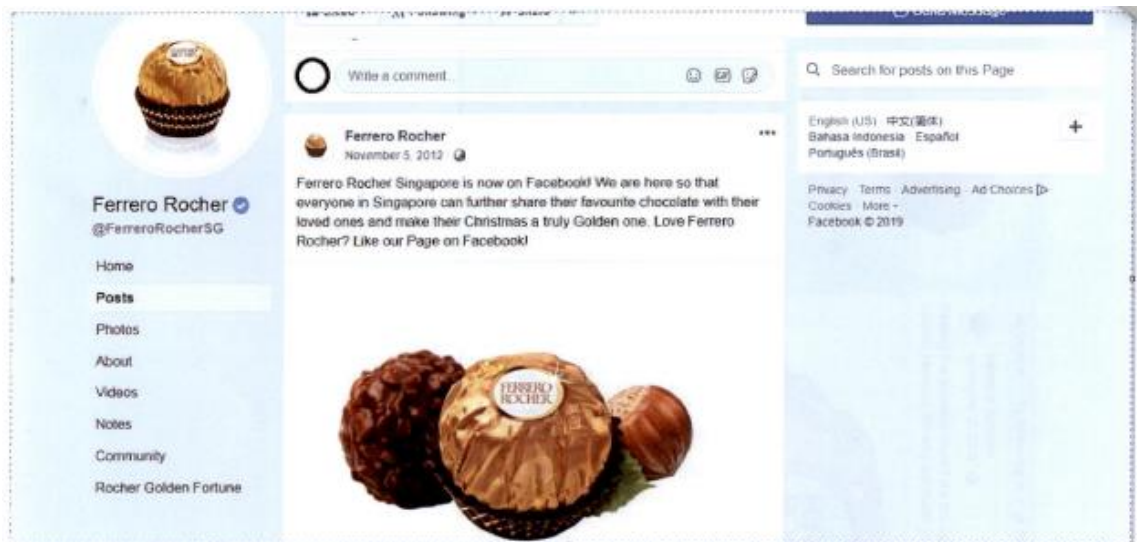 Write a comment...
Ferrero Rocher
November 5, 2012
Ferrero Rocher Singapore is now on Facebook! We are here so that
everyone in Singapore can further share their favourite chocolate with their
loved ones and make their Christmas a truly Golden one. Love Ferrero
Rocher? Like our Page on Facebook!
FERRERO
ROCHER
Ferrero Rocher
@FerreroRocherSG
Home
Posts
Photos
About
Videos
Notes
Community
Rocher Golden Fortune
Send Message
Search for posts on this Page
English (US) · 中文(简体) ·
Bahasa Indonesia · Español ·
Português (Brasil)
Privacy · Terms · Advertising · Ad Choices
Cookies · More
Facebook © 2019